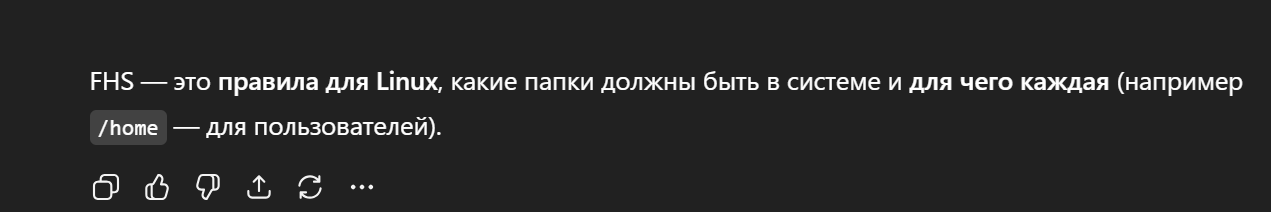 FHS — это правила для Linux, какие папки должны быть в системе и для чего каждая (например
/home — для пользователей).